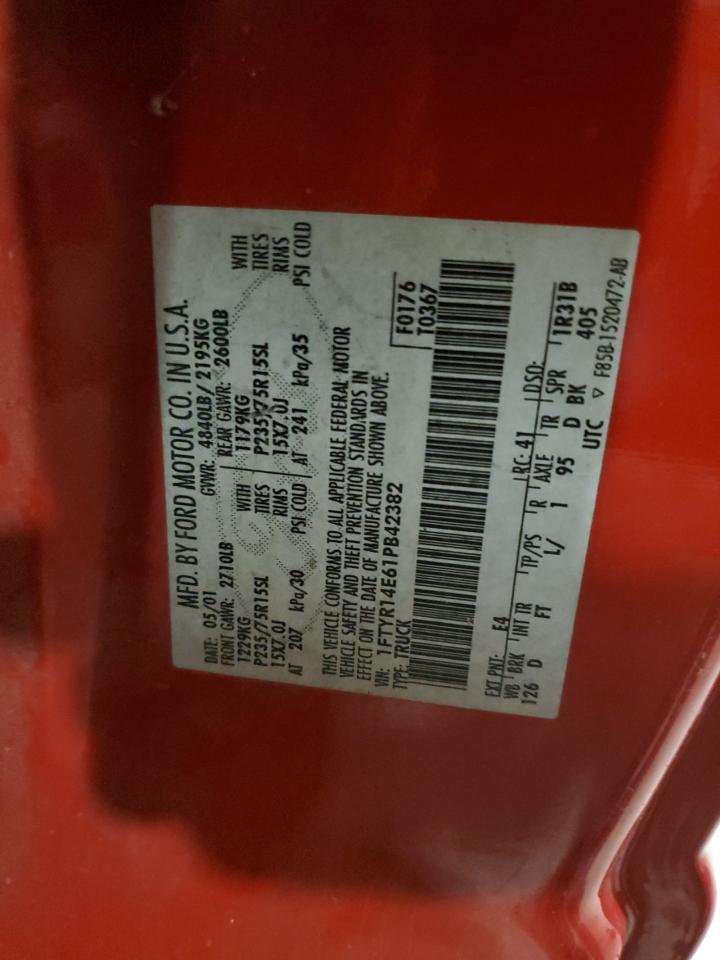 MFD. BY FORD MOTOR CO. IN U.S.A.
DATE: 05/01 GVWR: 4840LB/ 2195KG
FRONT GAWR: 2710LB REAR GAWR: 2600LB
1229KG WITH 1179KG WITH
P235/75R15SL TIRES P235/75R15SL TIRES
15X7.0J RIMS 15X7.0J RIMS
AT 207 kPa/30 PSI COLD AT 241 kPa/35 PSI COLD
THIS VEHICLE CONFORMS TO ALL APPLICABLE FEDERAL MOTOR
VEHICLE SAFETY AND THEFT PREVENTION STANDARDS IN
EFFECT ON THE DATE OF MANUFACTURE SHOWN ABOVE.
VIN: 1FTYR14E61PB42382 F0176
TYPE: TRUCK T0367
EXT PNT: E4 RC: 41 DSO:
WB BRK INT TR TP/PS R AXLE TR SPR 1R31B
126 D FT L/ 1 95 D BK 405
UTC ▽ F85B-1520472-AB